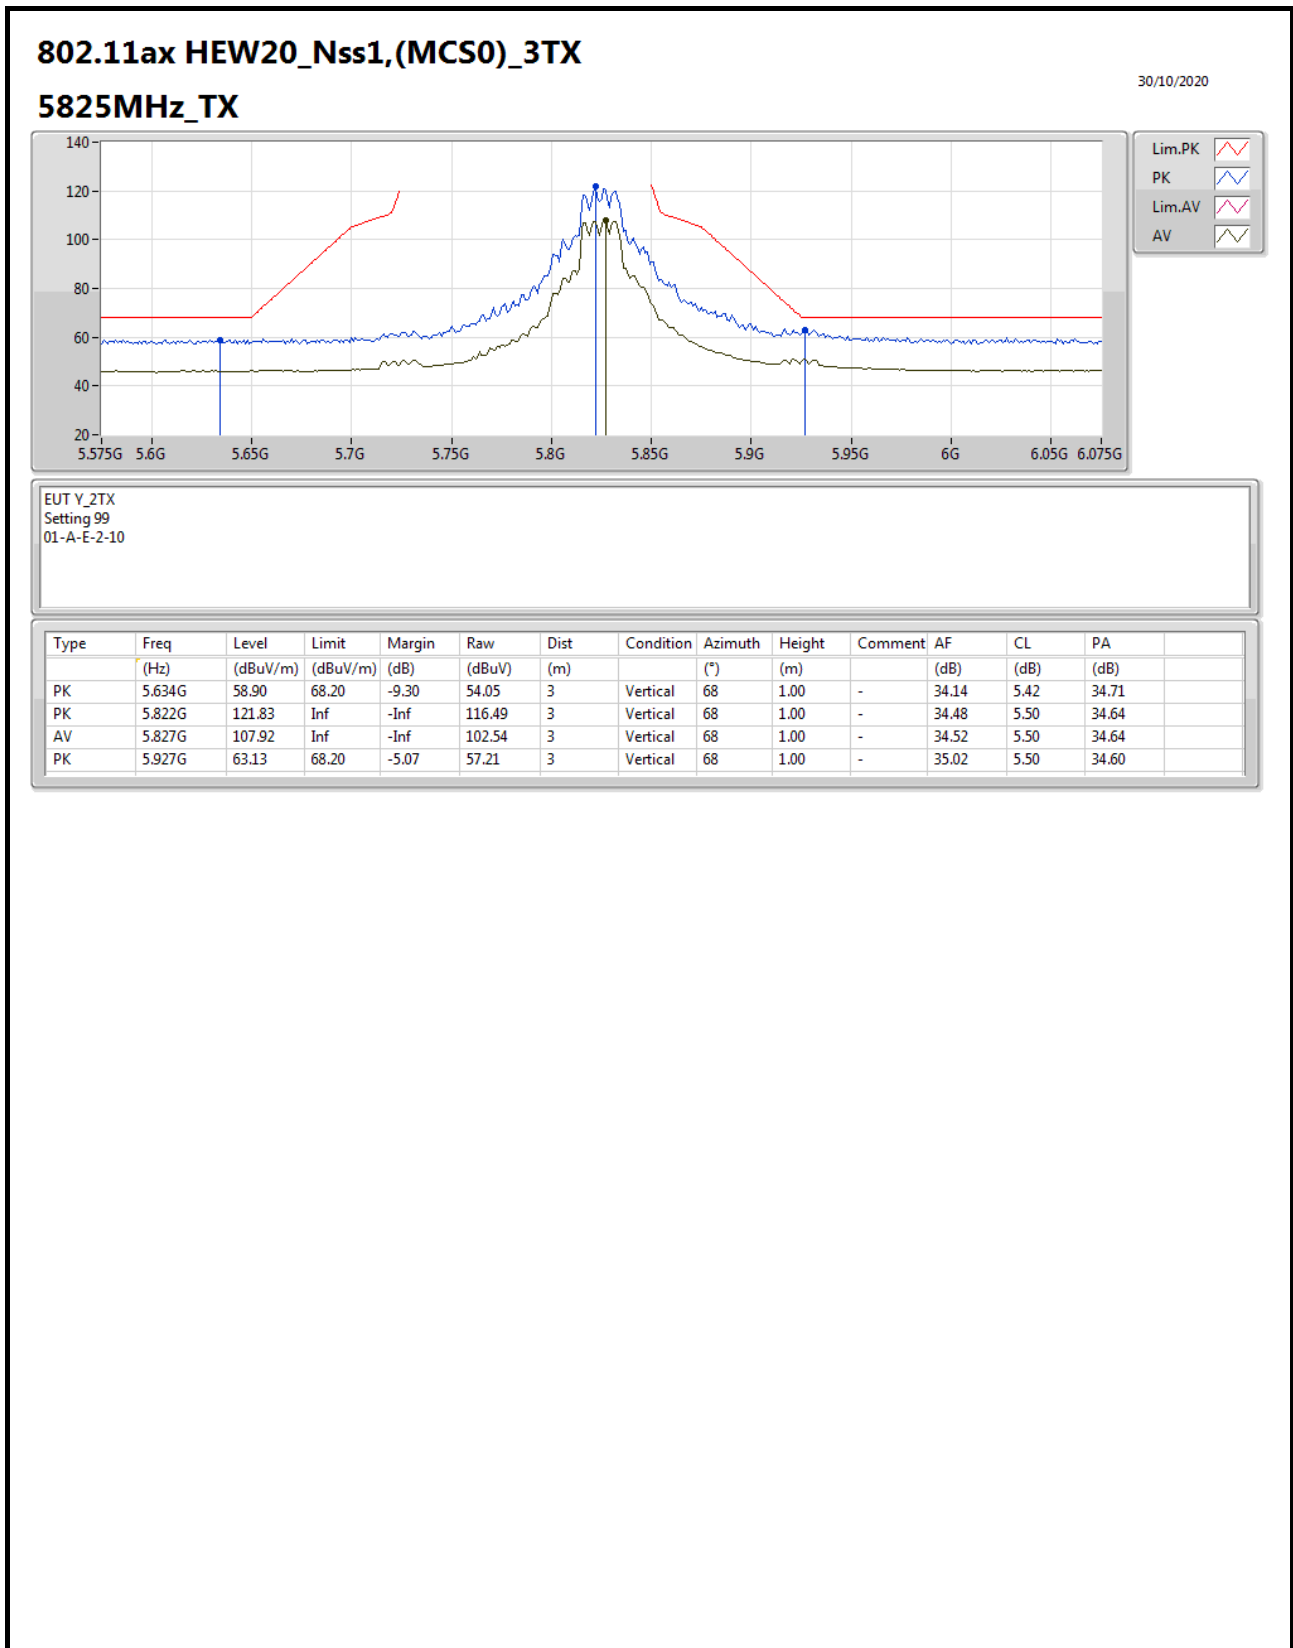 802.11ax HEW20_Nss1,(MCS0)_3TX
30/10/2020
5825MHz_TX
140
120
100
80
60
40
20
5.575G 5.6G 5.65G 5.7G 5.75G 5.8G 5.85G 5.9G 5.95G 6G 6.05G 6.075G
Lim.PK
PK
Lim.AV
AV
EUT Y_2TX
Setting 99
01-A-E-2-10
Type Freq Level Limit Margin Raw Dist Condition Azimuth Height Comment AF CL PA
(Hz) (dBuV/m) (dBuV/m) (dB) (dBuV) (m) (°) (m) (dB) (dB) (dB)
PK 5.634G 58.90 68.20 -9.30 54.05 3 Vertical 68 1.00 - 34.14 5.42 34.71
PK 5.822G 121.83 Inf -Inf 116.49 3 Vertical 68 1.00 - 34.48 5.50 34.64
AV 5.827G 107.92 Inf -Inf 102.54 3 Vertical 68 1.00 - 34.52 5.50 34.64
PK 5.927G 63.13 68.20 -5.07 57.21 3 Vertical 68 1.00 - 35.02 5.50 34.60